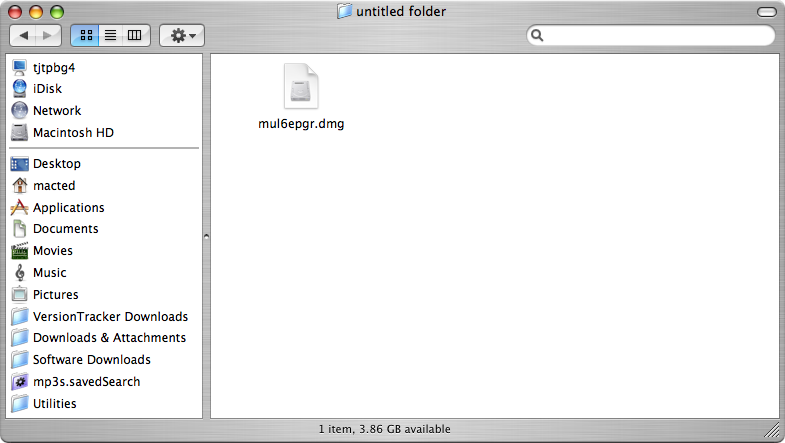 untitled folder
tjtpbg4
iDisk
Network
Macintosh HD
Desktop
macted
Applications
Documents
Movies
Music
Pictures
VersionTracker Downloads
Downloads & Attachments
Software Downloads
mp3s.savedSearch
Utilities
mul6epgr.dmg
1 item, 3.86 GB available